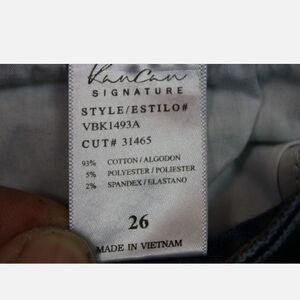 KanCan
SIGNATURE
STYLE/ESTILO#
VBK1493A
CUT# 31465
93% COTTON / ALGODON
5% POLYESTER / POLIESTER
2% SPANDEX / ELASTANO
26
MADE IN VIETNAM